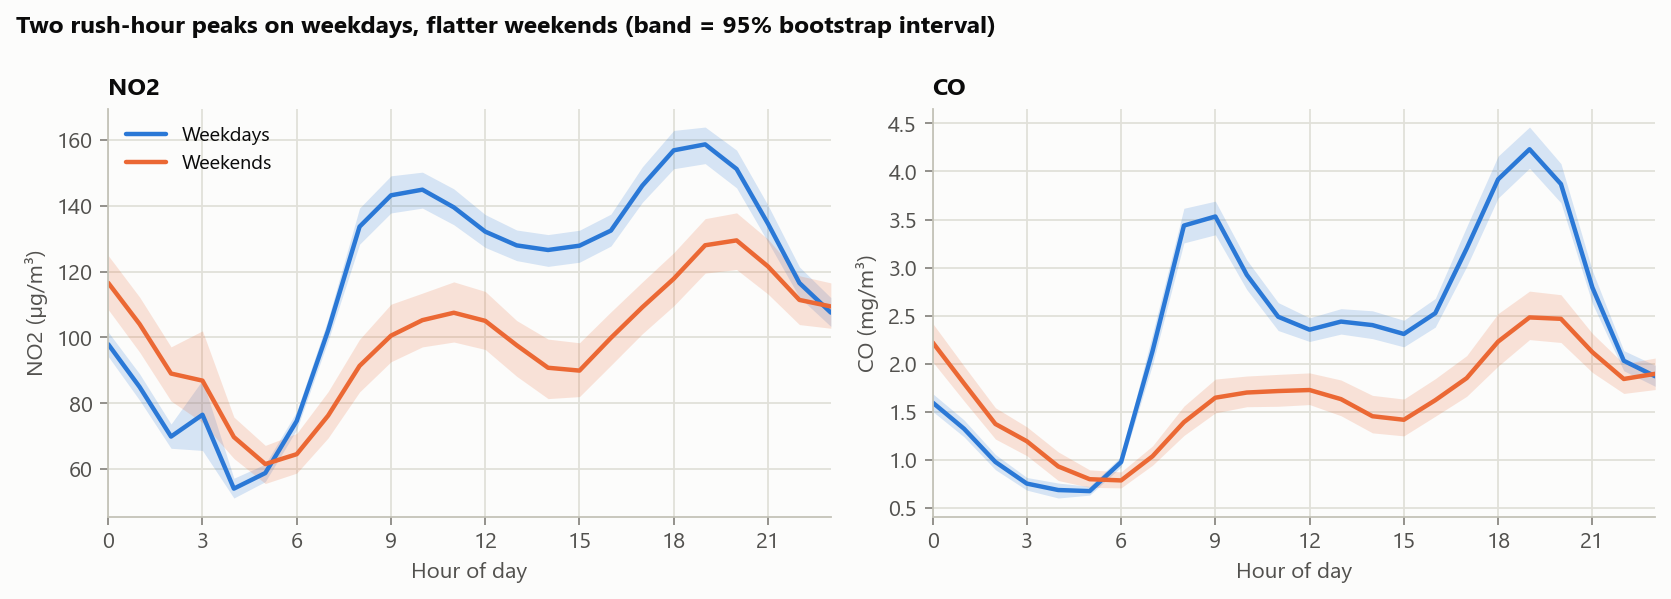 Two rush-hour peaks on weekdays, flatter weekends (band = 95% bootstrap interval)
NO2
Weekdays
Weekends
160
140
120
100
80
60
NO2 (µg/m³)
0 3 6 9 12 15 18 21
Hour of day
CO
4.5
4.0
3.5
3.0
2.5
2.0
1.5
1.0
0.5
CO (mg/m³)
0 3 6 9 12 15 18 21
Hour of day